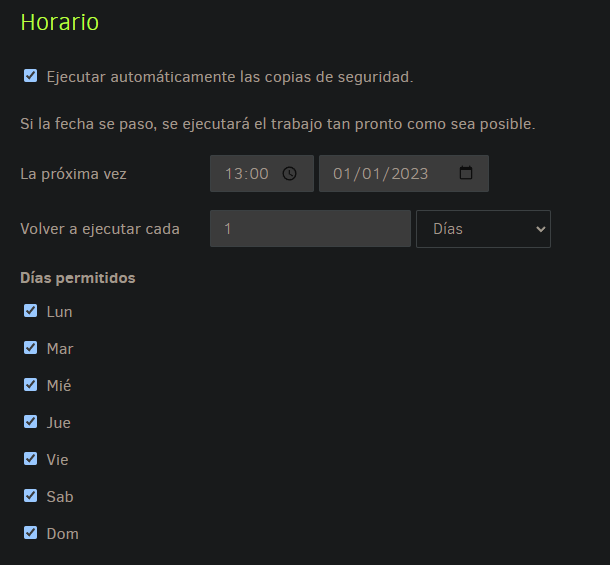 Horario
Ejecutar automáticamente las copias de seguridad.
Si la fecha se paso, se ejecutará el trabajo tan pronto como sea posible.
La próxima vez 13:00 01/01/2023
Volver a ejecutar cada 1 Días
Días permitidos
Lun
Mar
Mié
Jue
Vie
Sab
Dom